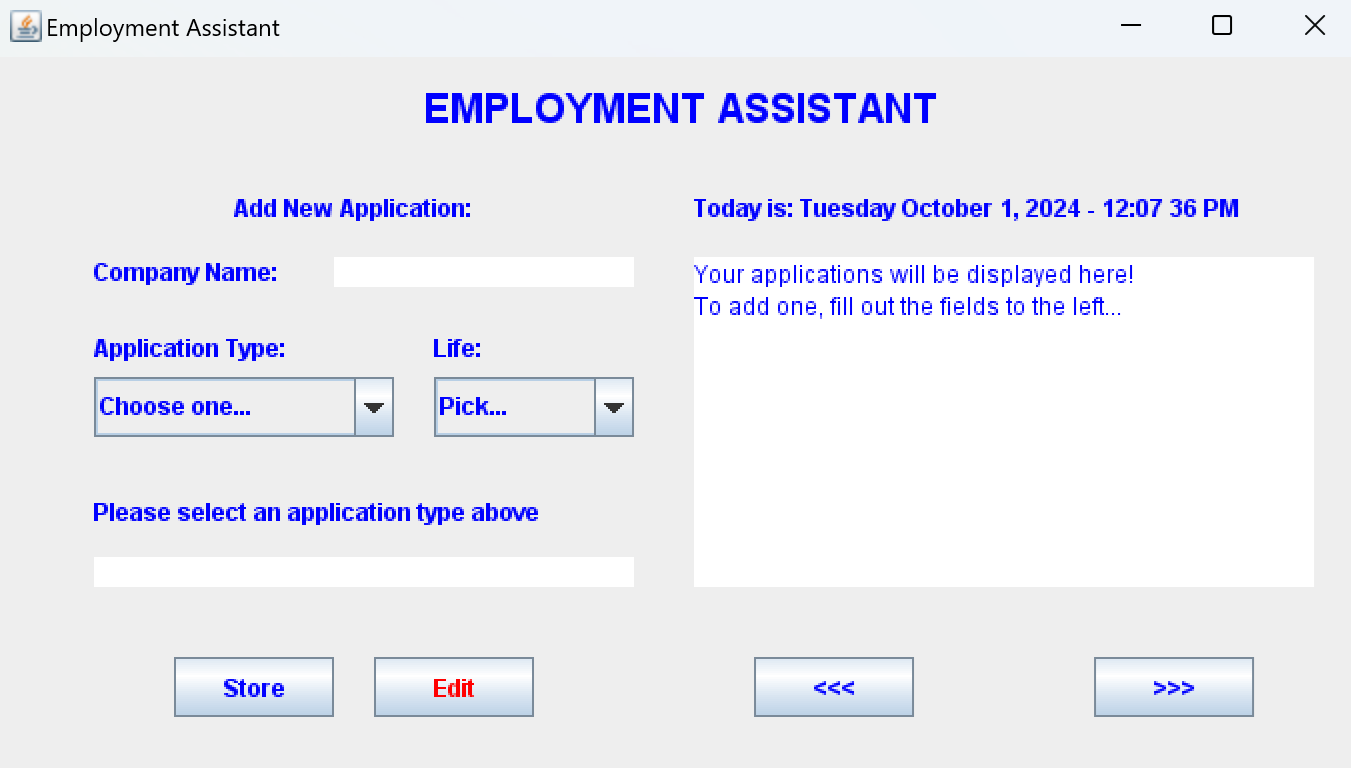 Employment Assistant
EMPLOYMENT ASSISTANT
Add New Application:
Today is: Tuesday October 1, 2024 - 12:07 36 PM
Company Name:
Your applications will be displayed here!
To add one, fill out the fields to the left...
Application Type:
Life:
Choose one...
Pick...
Please select an application type above
Store
Edit
<<<
>>>